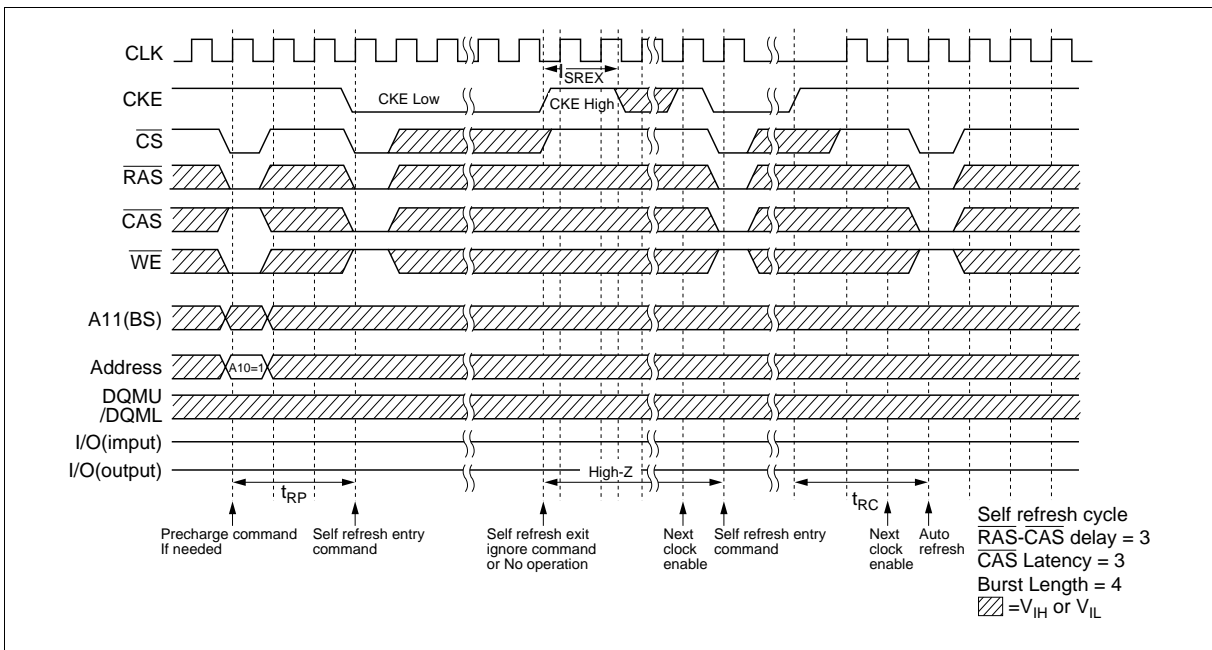 CLK
SREX
CKE
CKE Low
CKE High
CS
RAS
CAS
WE
A11(BS)
Address
A10=1
DQMU
/DQML
I/O(imput)
I/O(output)
High-Z
tRP
tRC
Precharge command
If needed
Self refresh entry
command
Self refresh exit
ignore command
or No operation
Next
clock
enable
Self refresh entry
command
Next
clock
enable
Auto
refresh
Self refresh cycle
RAS-CAS delay = 3
CAS Latency = 3
Burst Length = 4
=VIH or VIL